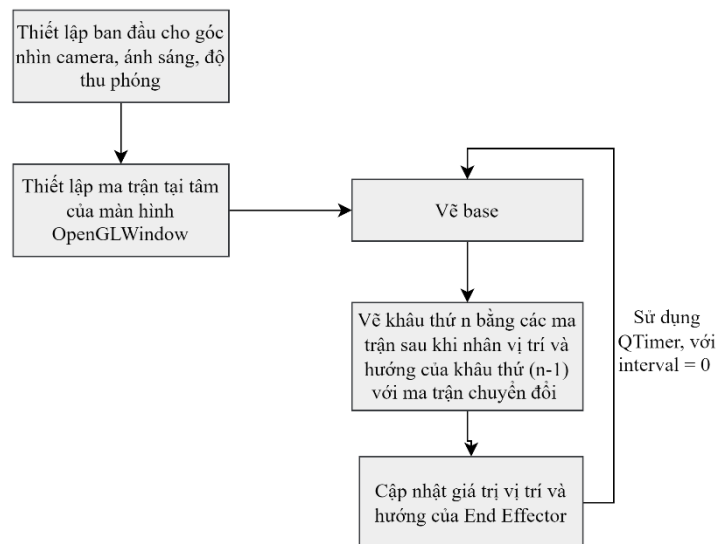 Thiết lập ban đầu cho góc
nhìn camera, ánh sáng, độ
thu phóng
Thiết lập ma trận tại tâm
của màn hình
OpenGLWindow
Vẽ base
Vẽ khâu thứ n bằng các ma
trận sau khi nhân vị trí và
hướng của khâu thứ (n-1)
với ma trận chuyển đổi
Sử dụng
QTimer, với
interval = 0
Cập nhật giá trị vị trí và
hướng của End Effector